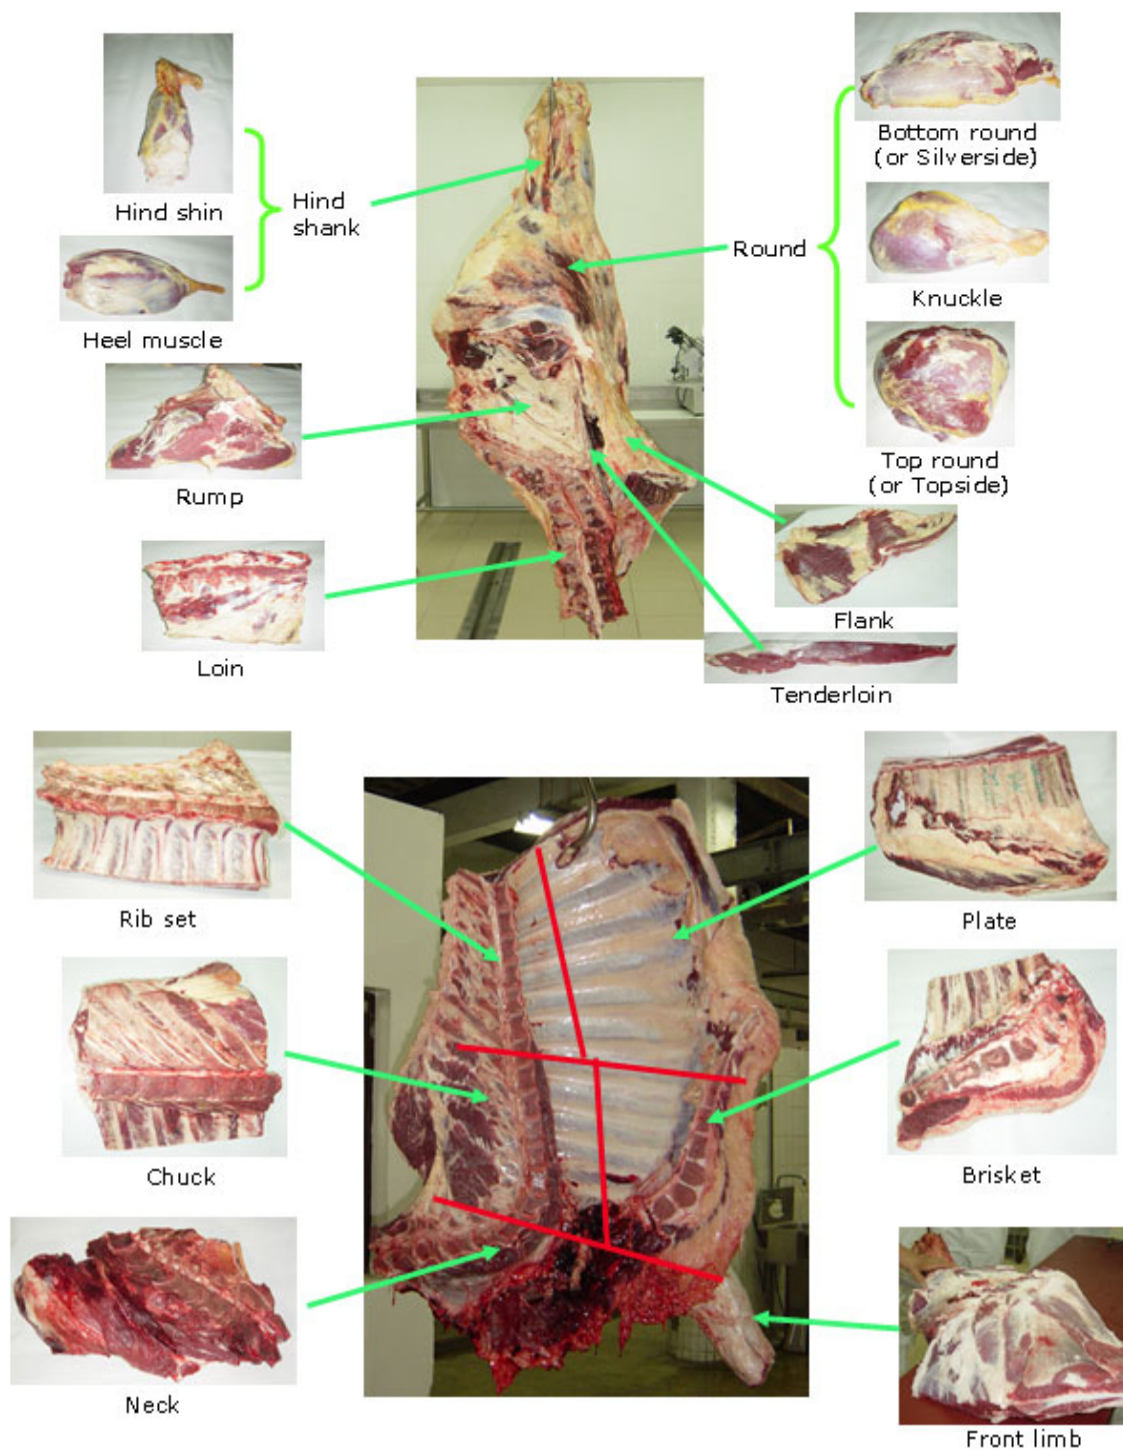 Hind shin
Heel muscle
Hind
shank
Rump
Loin
Bottom round
(or Silverside)
Round
Knuckle
Top round
(or Topside)
Flank
Tenderloin
Rib set
Chuck
Neck
Plate
Brisket
Front limb